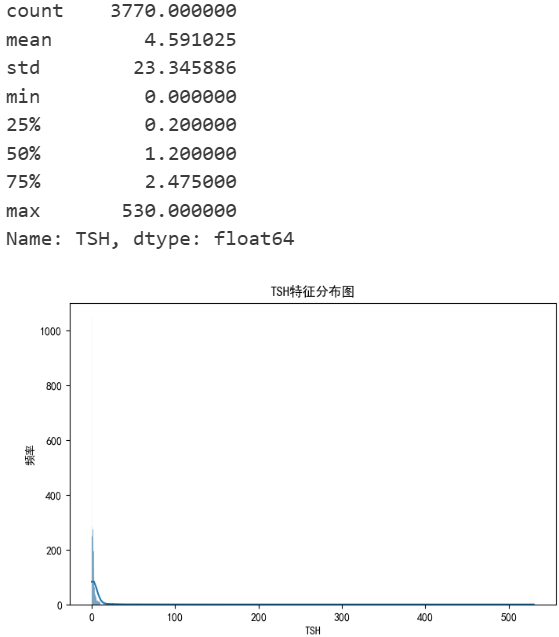 count 3770.000000
mean 4.591025
std 23.345886
min 0.000000
25% 0.200000
50% 1.200000
75% 2.475000
max 530.000000
Name: TSH, dtype: float64
TSH特征分布图
1000
800
600
400
200
0
频率
0 100 200 300 400 500
TSH